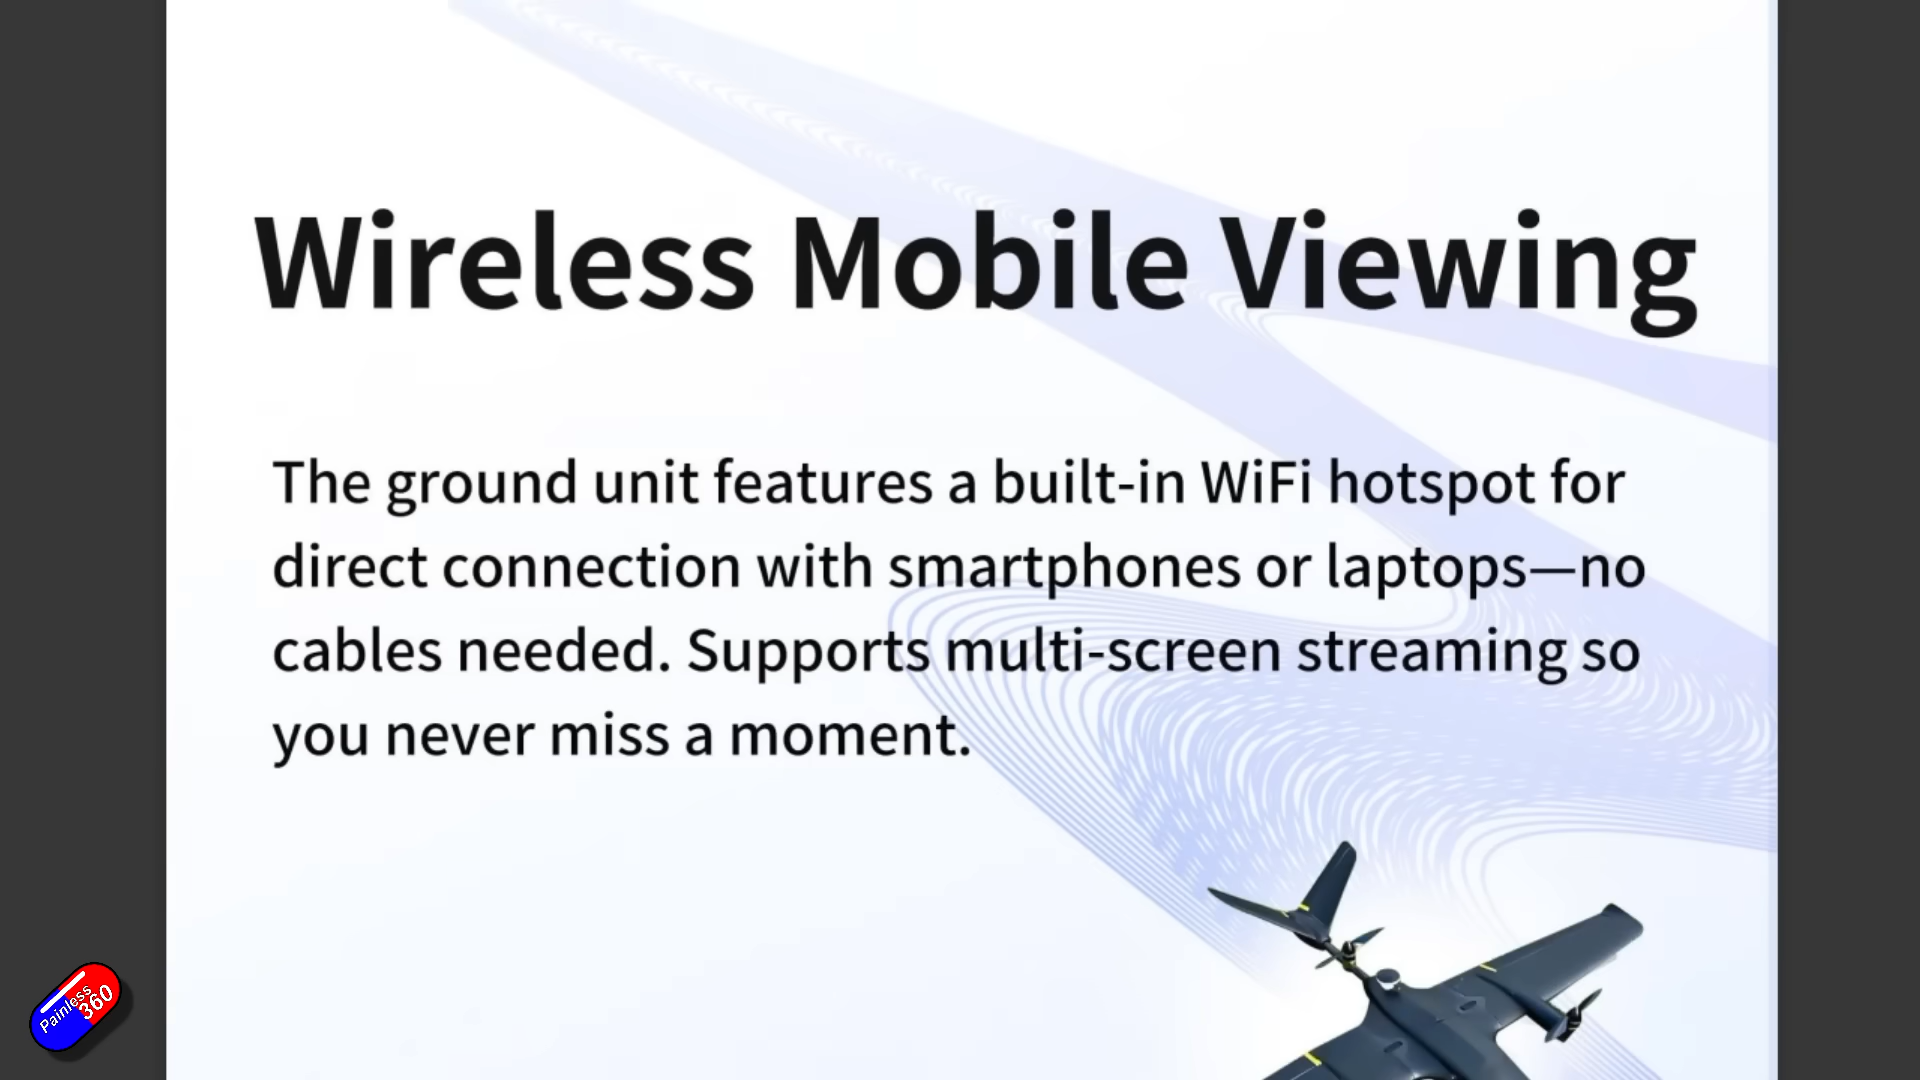 Wireless Mobile Viewing
The ground unit features a built-in WiFi hotspot for
direct connection with smartphones or laptops—no
cables needed. Supports multi-screen streaming so
you never miss a moment.
Painless
360